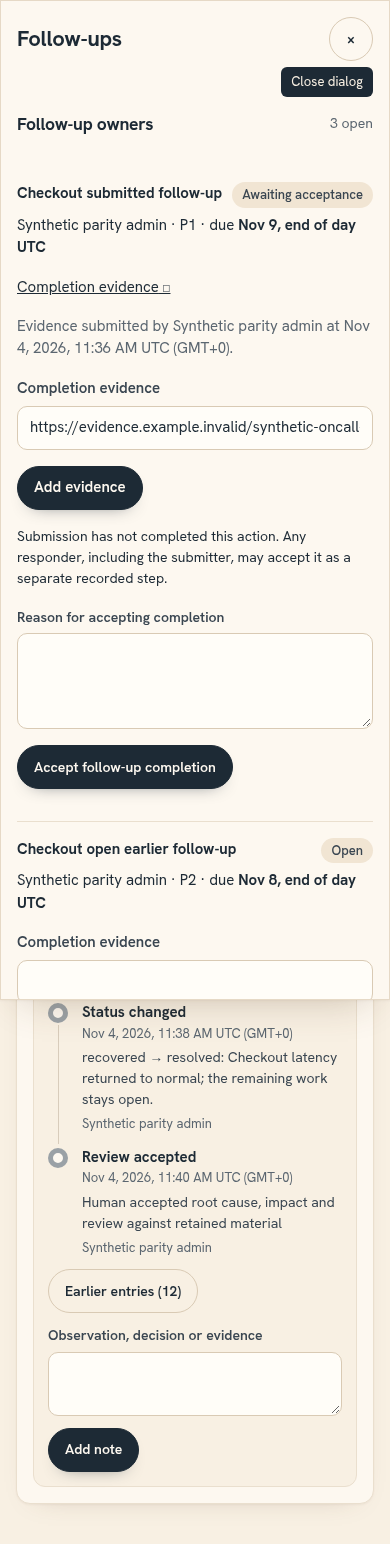 Follow-ups
×
Close dialog
Follow-up owners
3 open
Checkout submitted follow-up
Awaiting acceptance
Synthetic parity admin · P1 · due Nov 9, end of day
UTC
Completion evidence □
Evidence submitted by Synthetic parity admin at Nov
4, 2026, 11:36 AM UTC (GMT+0).
Completion evidence
https://evidence.example.invalid/synthetic-oncall
Add evidence
Submission has not completed this action. Any
responder, including the submitter, may accept it as a
separate recorded step.
Reason for accepting completion
Accept follow-up completion
Checkout open earlier follow-up
Open
Synthetic parity admin · P2 · due Nov 8, end of day
UTC
Completion evidence
Status changed
Nov 4, 2026, 11:38 AM UTC (GMT+0)
recovered → resolved: Checkout latency
returned to normal; the remaining work
stays open.
Synthetic parity admin
Review accepted
Nov 4, 2026, 11:40 AM UTC (GMT+0)
Human accepted root cause, impact and
review against retained material
Synthetic parity admin
Earlier entries (12)
Observation, decision or evidence
Add note